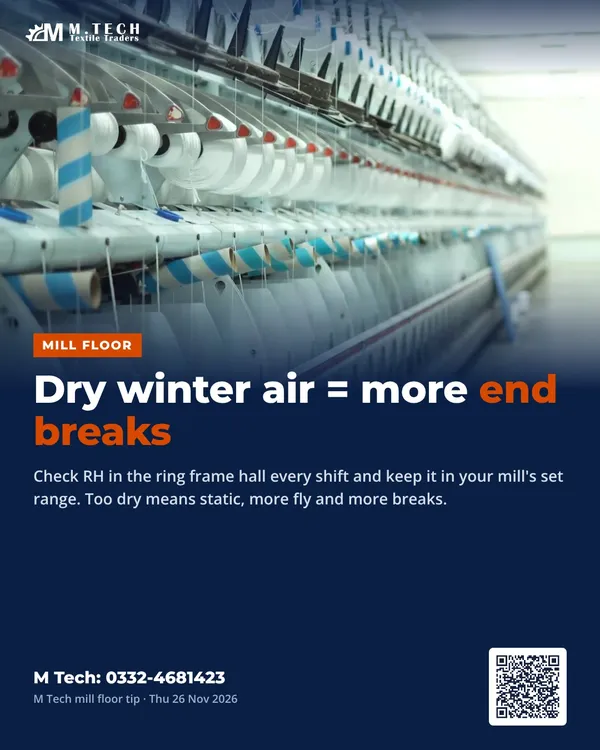 M M.TECH
Textile Traders
MILL FLOOR
Dry winter air = more end
breaks
Check RH in the ring frame hall every shift and keep it in your mill's set
range. Too dry means static, more fly and more breaks.
M Tech: 0332-4681423
M Tech mill floor tip · Thu 26 Nov 2026